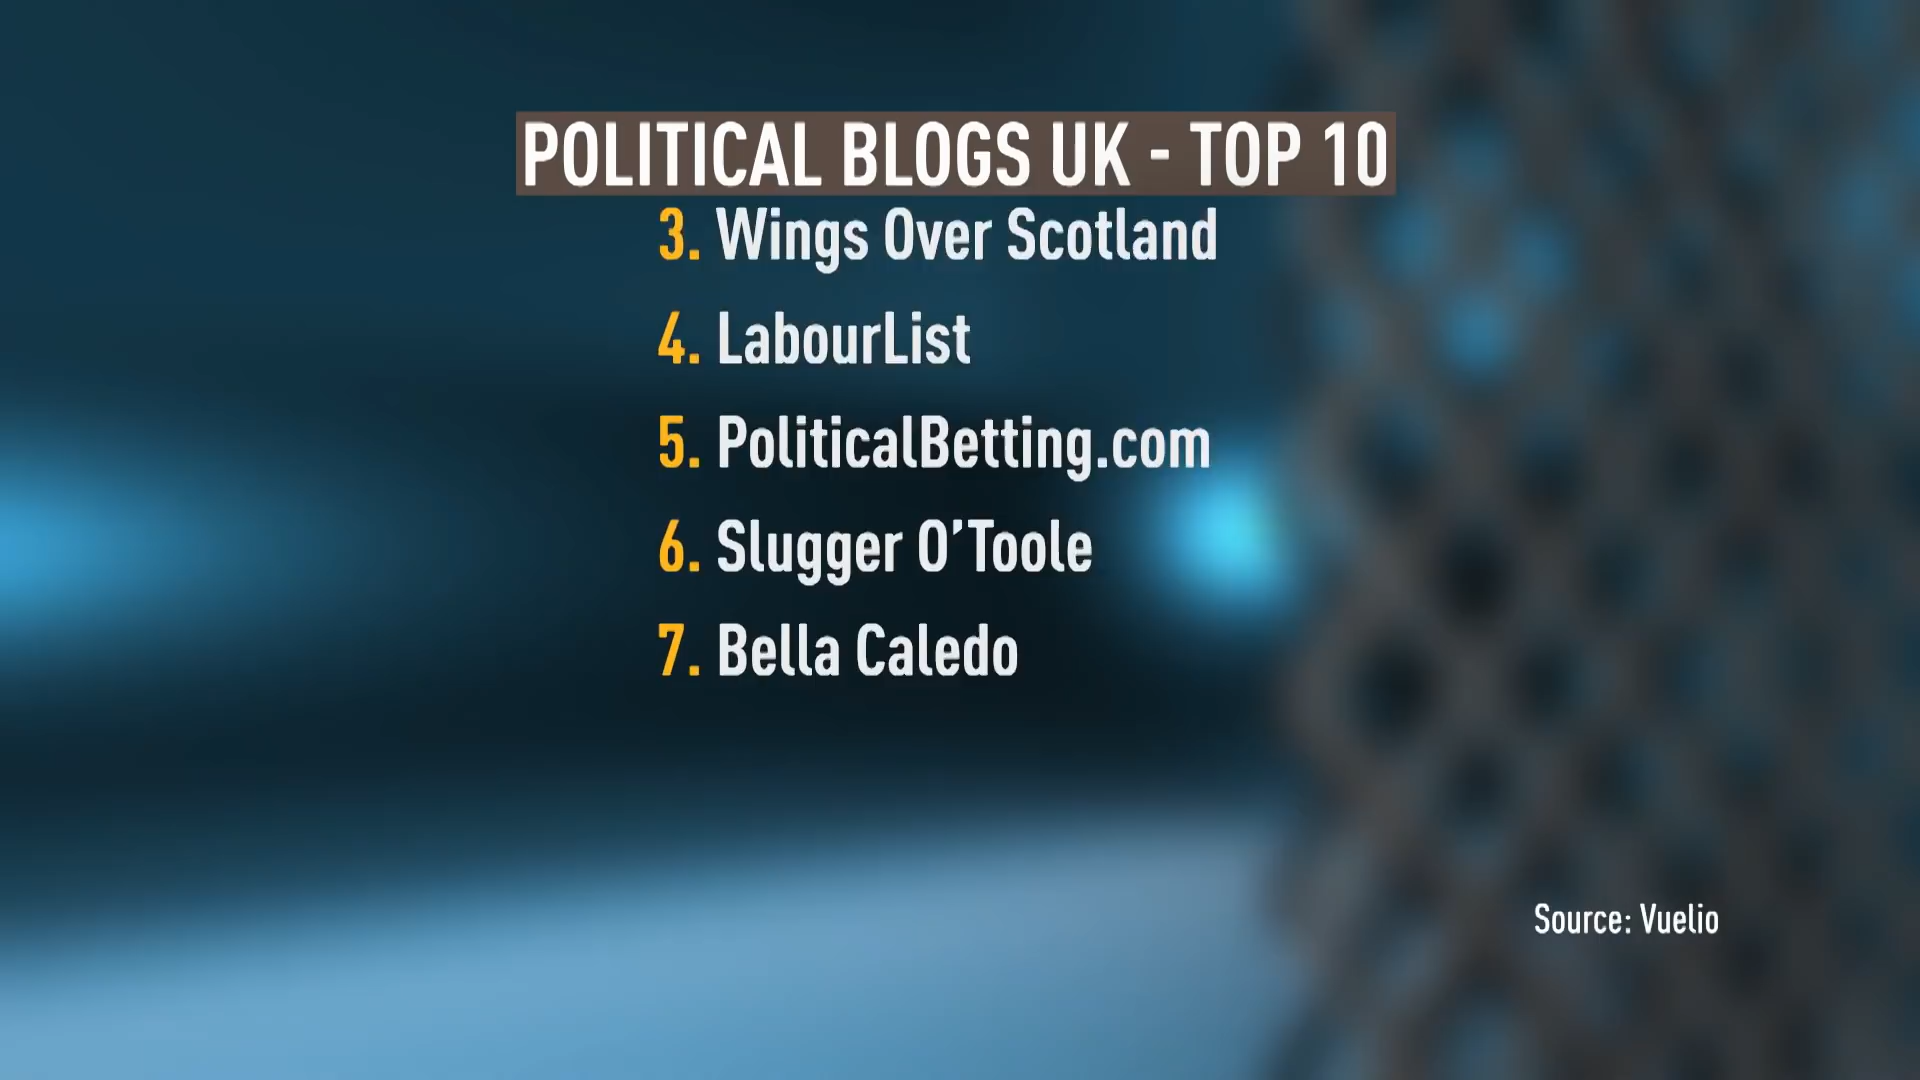 POLITICAL BLOGS UK - TOP 10
3. Wings Over Scotland
4. LabourList
5. PoliticalBetting.com
6. Slugger O'Toole
7. Bella Caledo
Source: Vuelio